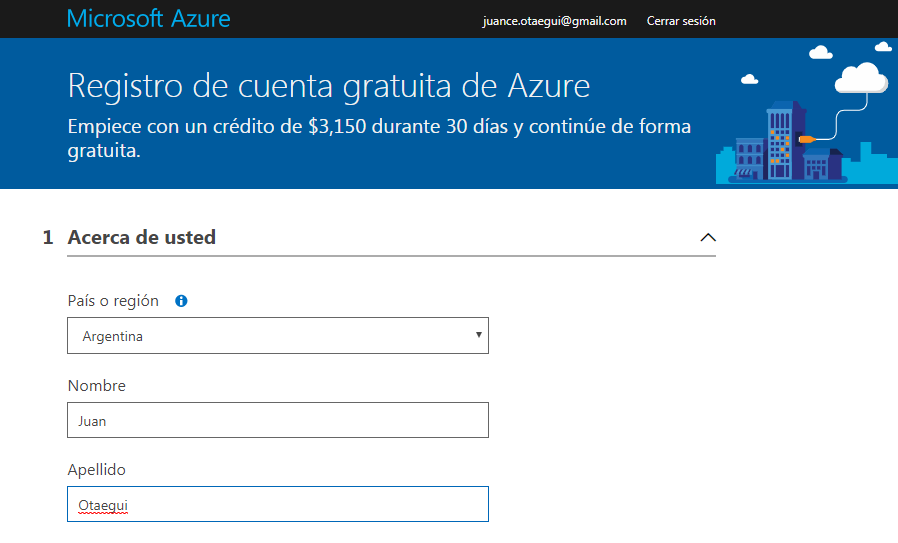 Microsoft Azure
juance.otaegui@gmail.com Cerrar sesión
Registro de cuenta gratuita de Azure
Empiece con un crédito de $3,150 durante 30 días y continúe de forma
gratuita.
1 Acerca de usted
País o región
Argentina
Nombre
Juan
Apellido
Otaegui